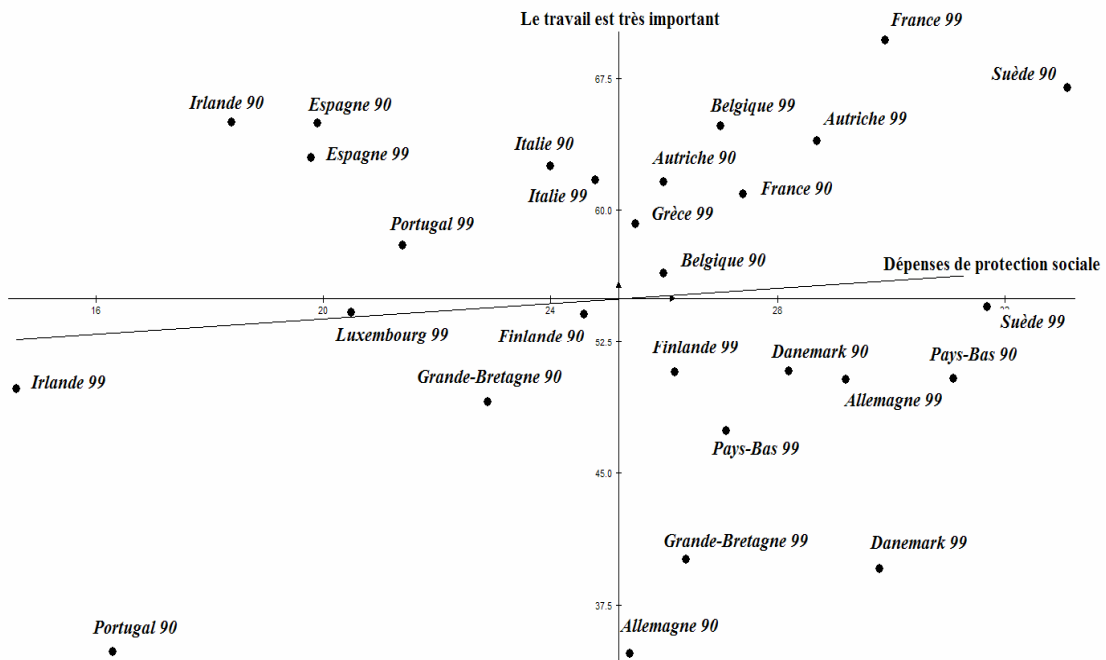 Le travail est très important
France 99
Suède 90
67.5
Irlande 90
Espagne 90
Belgique 99
Autriche 99
Espagne 99
Italie 90
Autriche 90
Italie 99
France 90
60.0
Grèce 99
Portugal 99
Belgique 90
Dépenses de protection sociale
16
20
24
28
Suède 99
Luxembourg 99
Finlande 90
52.5
Finlande 99
Danemark 90
Pays-Bas 90
Irlande 99
Grande-Bretagne 90
Allemagne 99
Pays-Bas 99
45.0
Grande-Bretagne 99
Danemark 99
37.5
Portugal 90
Allemagne 90